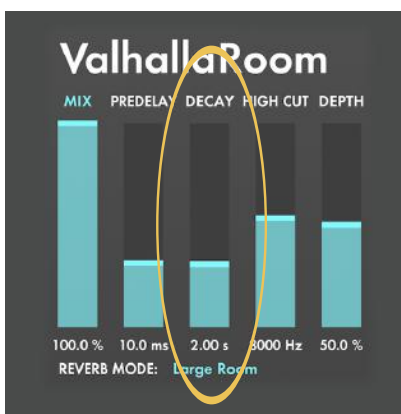 ValhallaRoom
MIX PREDELAY DECAY HIGH CUT DEPTH
100.0 % 10.0 ms 2.00 s 8000 Hz 50.0 %
REVERB MODE: Large Room